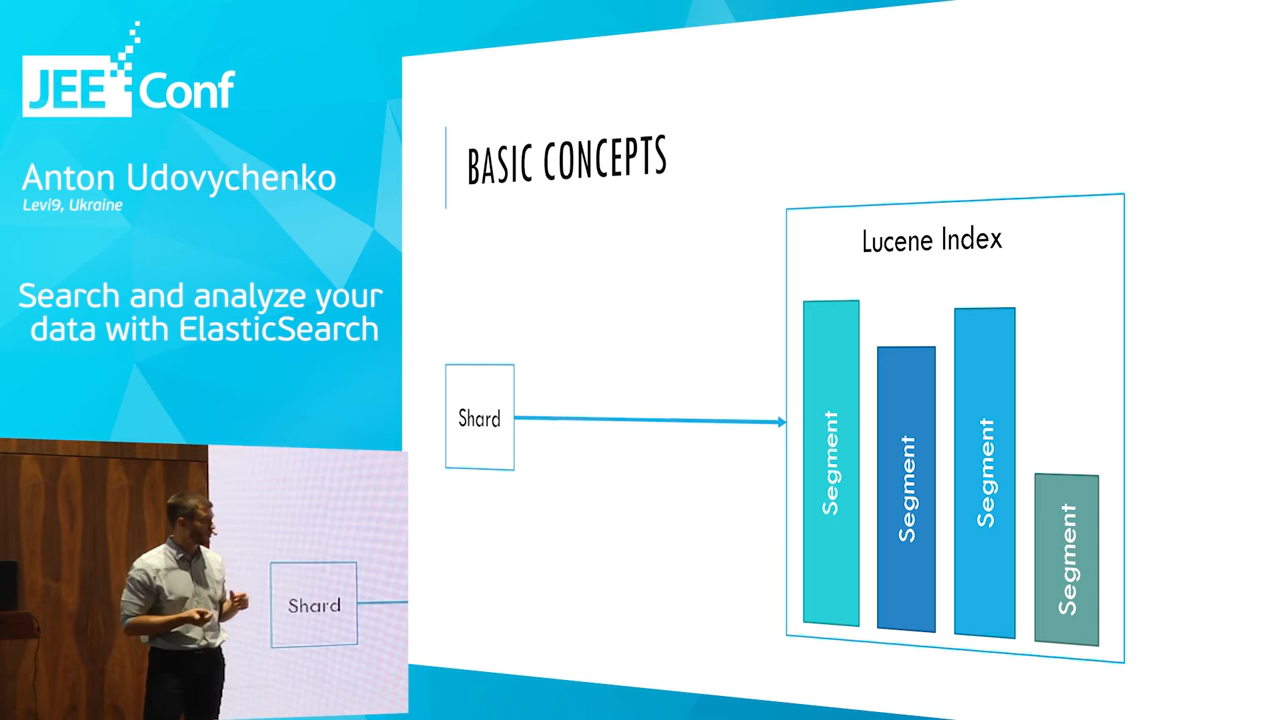 JEE Conf
Anton Udovychenko
Levi9, Ukraine
Search and analyze your
data with ElasticSearch
BASIC CONCEPTS
Lucene Index
Shard
Segment
Segment
Segment
Segment
Shard